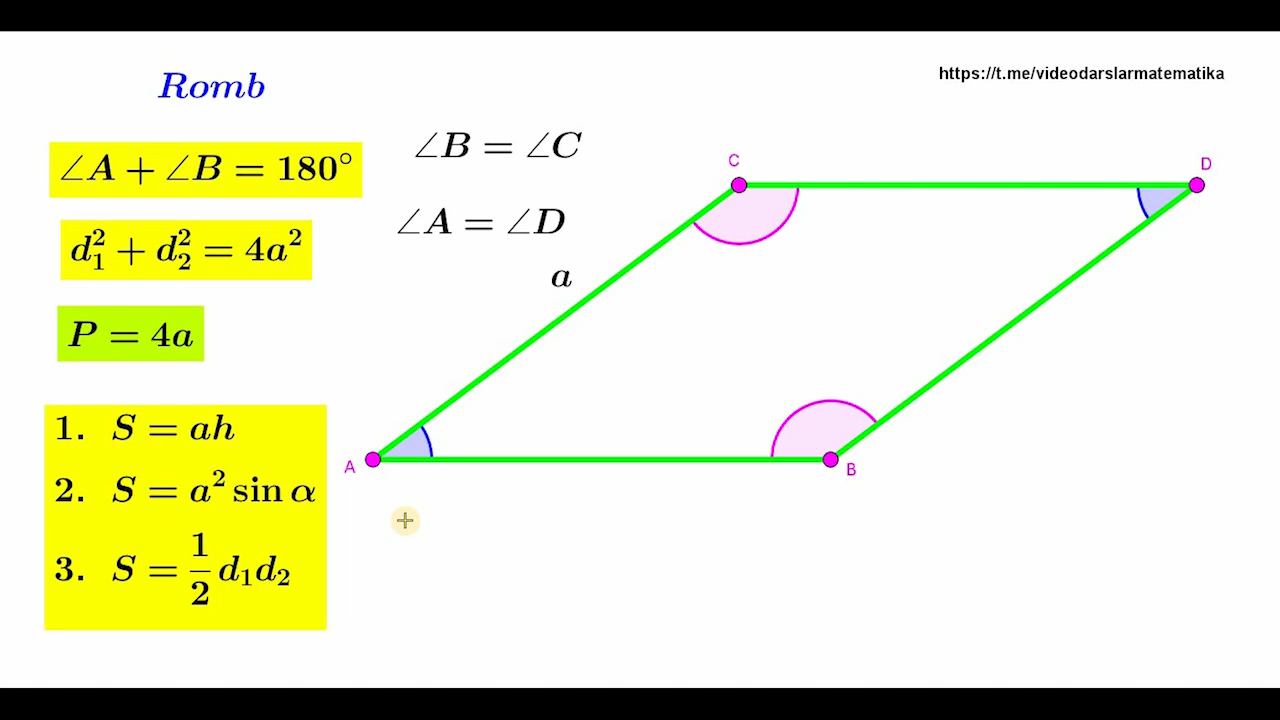 Romb
https://t.me/videodarslarmatematika
∠A + ∠B = 180°
∠B = ∠C
d₁² + d₂² = 4a²
∠A = ∠D
a
P = 4a
1. S = ah
2. S = a² sin α
3. S = 1/2 d₁d₂
C
D
A
B